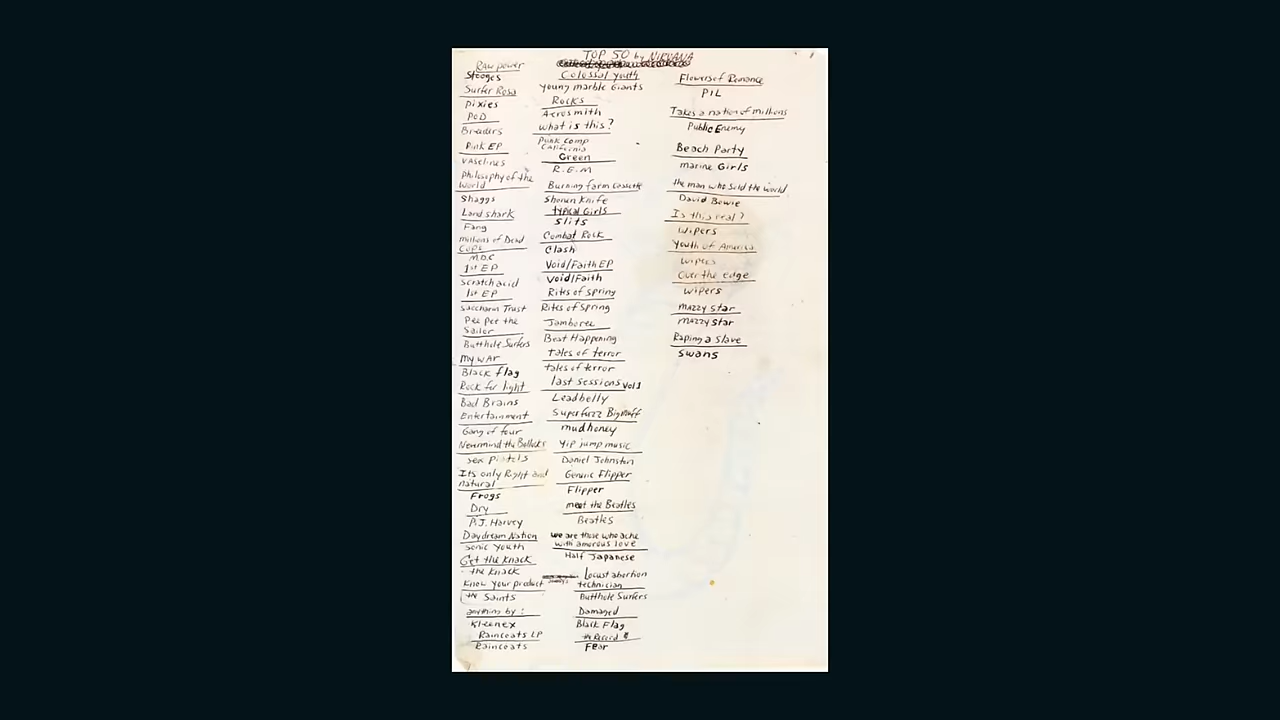 TOP 50 by NIRVANA
Raw power
Stooges
Surfer Rosa
Pixies
POD
Breeders
Pink EP
Vaselines
Philosophy of the
World
Shaggs
Land shark
Fang
millions of Dead
Cops
M.D.C
1st EP
Scratch acid
1st EP
Saccharin Trust
Pee pee the
Sailor
Butthole Surfers
My WAR
Black flag
Rock for light
Bad Brains
Entertainment
Gang of four
Nevermind the Bollocks
Sex pistols
Its only Right and
natural
Frogs
Dry
P.J. Harvey
Daydream Nation
Sonic Youth
Get the Knack
the Knack
Know your product
the Saints
anything by:
Kleenex
Raincoats LP
Raincoats
Colossal Youth
Young Marble Giants
Rocks
Aerosmith
What is this?
Punk Comp
California
Green
R.E.M
Burning farm cassette
Shonen Knife
typical Girls
Slits
Combat Rock
Clash
Void/Faith EP
Void/Faith
Rites of Spring
Rites of Spring
Jamboree
Beat Happening
Tales of terror
tales of terror
last sessions Vol 1
Leadbelly
Superfuzz Bigmuff
mudhoney
Yip jump music
Daniel Johnston
Generic Flipper
Flipper
meet the Beatles
Beatles
we are those who ache
with amorous love
Half Japanese
Locust abortion
technician
Butthole Surfers
Damaged
Black Flag
the Record
Fear
Flowers of Romance
PIL
Takes a nation of millions
Public Enemy
Beach Party
marine Girls
the man who sold the world
David Bowie
Is this real?
Wipers
Youth of America
Wipers
Over the edge
Wipers
Mazzy Star
Mazzy Star
Raping a Slave
Swans